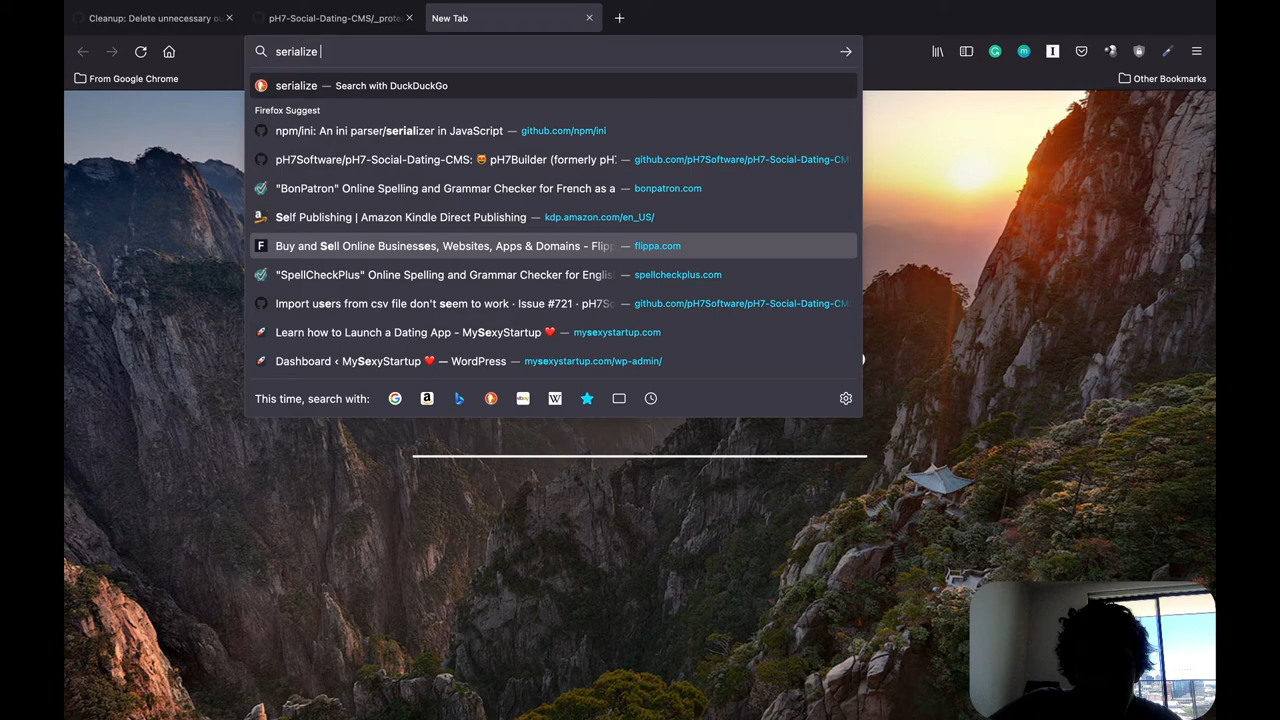 Cleanup: Delete unnecessary ou
pH7-Social-Dating-CMS/_prote
New Tab
serialize
From Google Chrome
Other Bookmarks
serialize — Search with DuckDuckGo
Firefox Suggest
npm/ini: An ini parser/serializer in JavaScript — github.com/npm/ini
pH7Software/pH7-Social-Dating-CMS: 😻 pH7Builder (formerly pH7 — github.com/pH7Software/pH7-Social-Dating-CM
"BonPatron" Online Spelling and Grammar Checker for French as a — bonpatron.com
Self Publishing | Amazon Kindle Direct Publishing — kdp.amazon.com/en_US/
Buy and Sell Online Businesses, Websites, Apps & Domains - Flipp — flippa.com
"SpellCheckPlus" Online Spelling and Grammar Checker for Englis — spellcheckplus.com
Import users from csv file don't seem to work · Issue #721 · pH7So — github.com/pH7Software/pH7-Social-Dating-CM
Learn how to Launch a Dating App - MySexyStartup ❤️ — mysexystartup.com
Dashboard ‹ MySexyStartup ❤️ — WordPress — mysexystartup.com/wp-admin/
This time, search with: